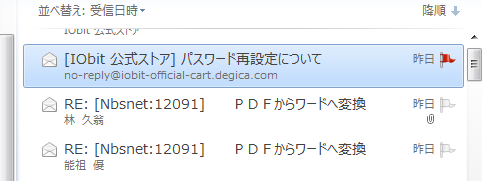 並べ替え: 受信日時 降順
IObit 公式ストア
[IObit 公式ストア] パスワード再設定について 昨日
no-reply@iobit-official-cart.degica.com
RE: [Nbsnet:12091] ＰＤＦからワードへ変換 昨日
林 久翁
RE: [Nbsnet:12091] ＰＤＦからワードへ変換 昨日
能祖 優